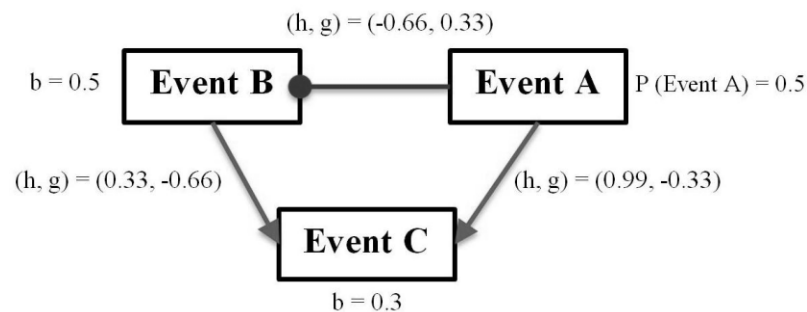 (h, g) = (-0.66, 0.33)
b = 0.5
Event B
Event A
P (Event A) = 0.5
(h, g) = (0.33, -0.66)
(h, g) = (0.99, -0.33)
Event C
b = 0.3